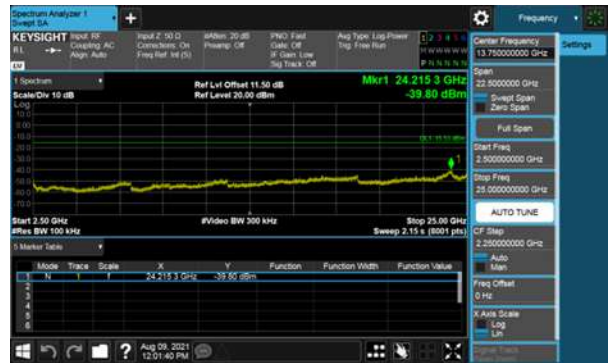 Spectrum Analyzer 1
Swept SA
Frequency
KEYSIGHT
RL
Input: RF
Coupling: AC
Align: Auto
Input Z: 50 Ω
Corrections: On
Freq Ref: Int (S)
#Atten: 20 dB
Preamp: Off
PNO: Fast
Gate: Off
IF Gain: Low
Sig Track: Off
Avg Type: Log-Power
Trig: Free Run
1 2 3 4 5 6
P N N N N N
1 Spectrum
Scale/Div 10 dB
Log
Ref Lvl Offset 11.50 dB
Ref Level 20.00 dBm
Mkr1 24.215 3 GHz
-39.80 dBm
10.0
0.00
-10.0
-20.0
-30.0
-40.0
-50.0
-60.0
-70.0
1
Start 2.50 GHz
#Res BW 100 kHz
#Video BW 300 kHz
Stop 25.00 GHz
Sweep 2.15 s (8001 pts)
5 Marker Table
Mode Trace Scale X Y Function Function Width Function Value
1 N 1 f 24.215 3 GHz -39.80 dBm
2
3
4
5
6
Aug 09, 2021
12:01:40 PM
Center Frequency
13.750000000 GHz
Settings
Span
22.5000000 GHz
Swept Span
Zero Span
Full Span
Start Freq
2.500000000 GHz
Stop Freq
25.000000000 GHz
AUTO TUNE
CF Step
2.250000000 GHz
Auto
Man
Freq Offset
0 Hz
X Axis Scale
Log
Lin